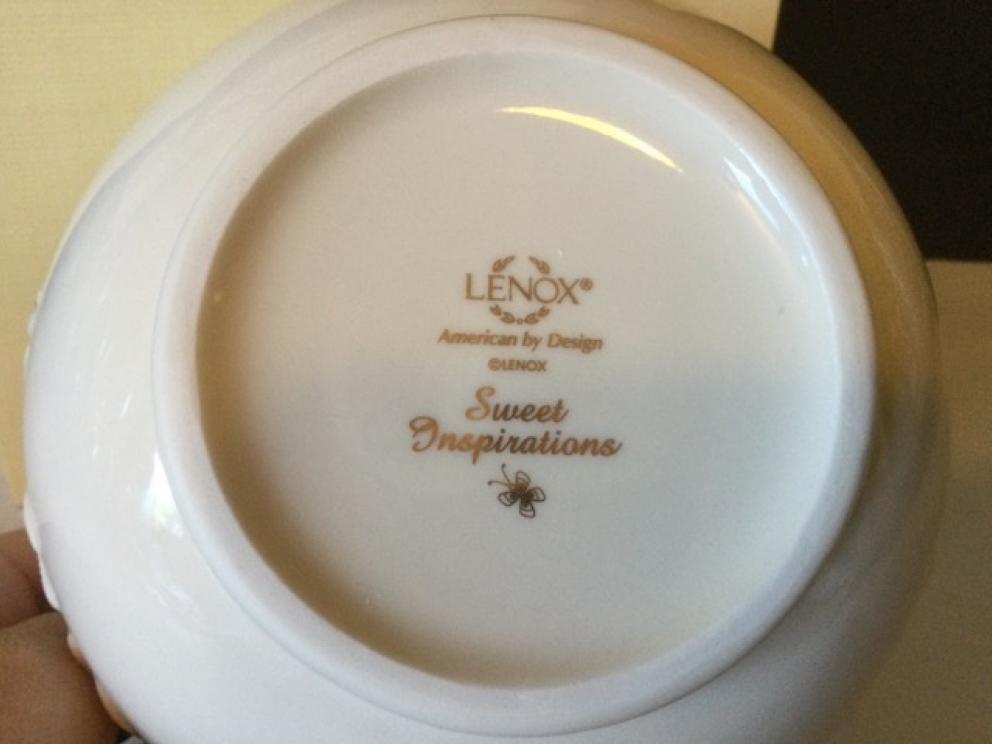 LENOX®
American by Design
©LENOX
Sweet
Inspirations